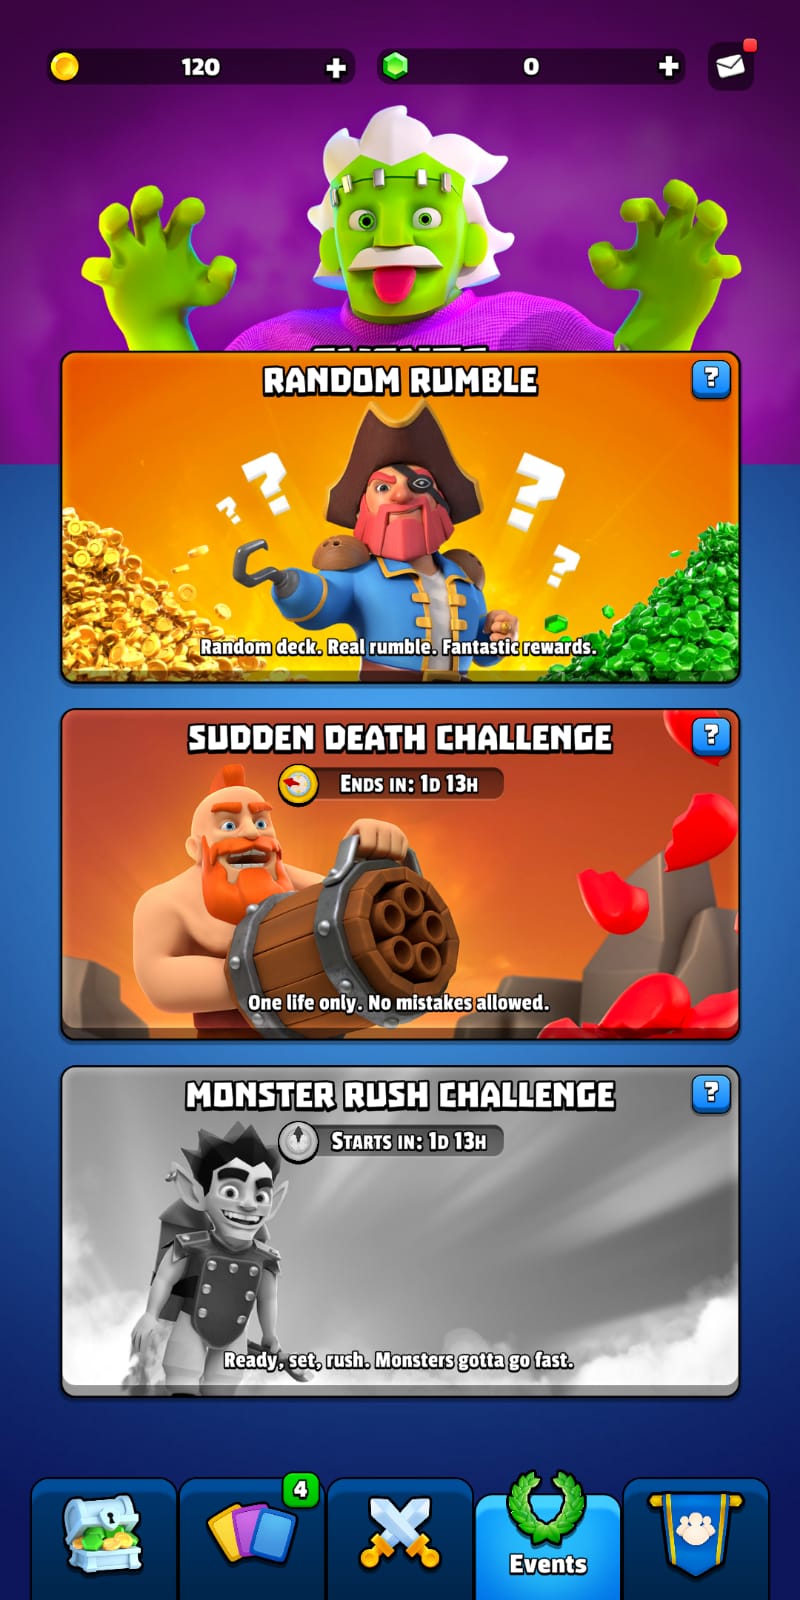 120
0
RANDOM RUMBLE
?
? ? ? ?
Random deck. Real rumble. Fantastic rewards.
SUDDEN DEATH CHALLENGE
?
ENDS IN: 1D 13H
One life only. No mistakes allowed.
MONSTER RUSH CHALLENGE
?
STARTS IN: 1D 13H
Ready, set, rush. Monsters gotta go fast.
4
Events